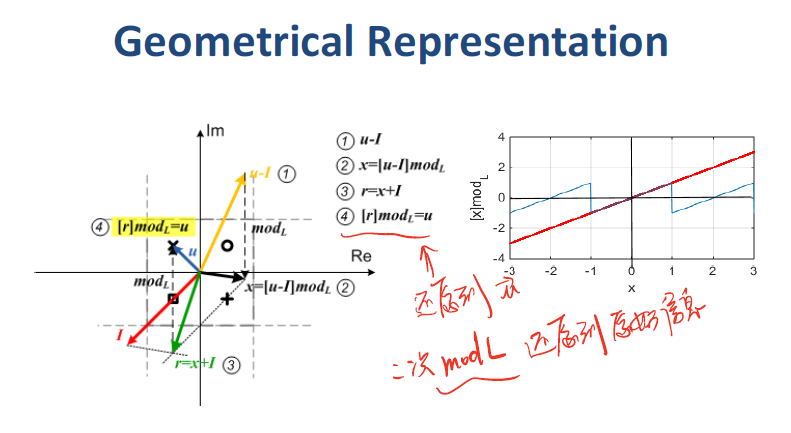 Geometrical Representation
Im
u-I ①
① u-I
② x=[u-I]mod_L
③ r=x+I
④ [r]mod_L=u
④ [r]mod_L=u
mod_L
u
Re
mod_L
x=[u-I]mod_L ②
I
r=x+I ③
4
2
0
-2
-4
[x]mod_L
-3
-2
-1
0
1
2
3
x
还原到
二次 mod L 还原到原始信息